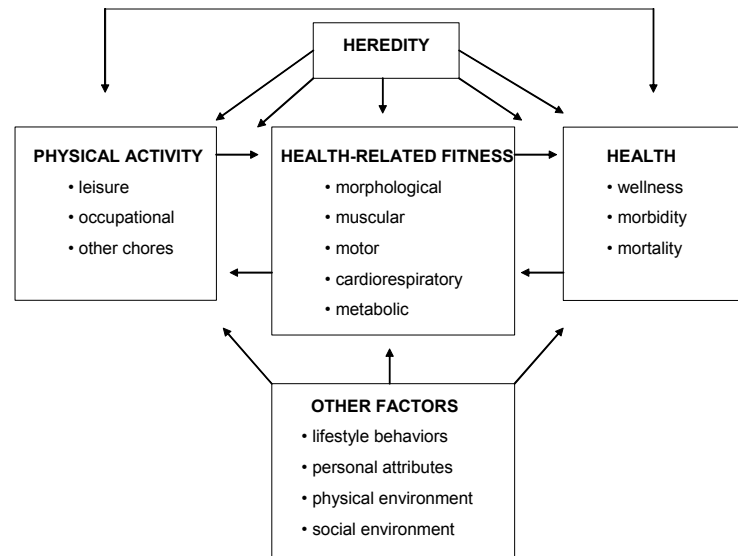 HEREDITY
PHYSICAL ACTIVITY
• leisure
• occupational
• other chores
HEALTH-RELATED FITNESS
• morphological
• muscular
• motor
• cardiorespiratory
• metabolic
HEALTH
• wellness
• morbidity
• mortality
OTHER FACTORS
• lifestyle behaviors
• personal attributes
• physical environment
• social environment